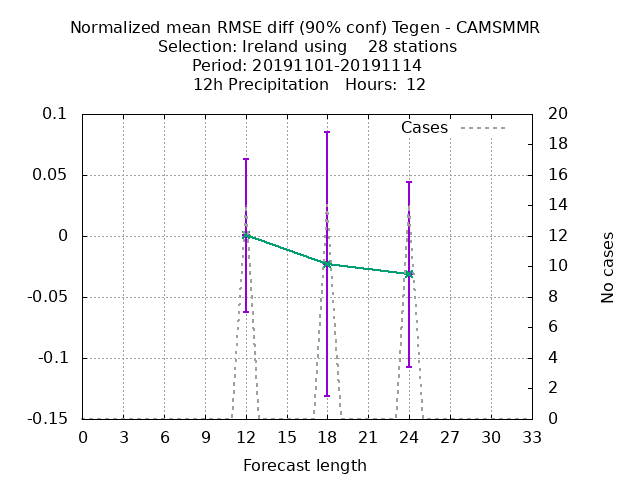 Normalized mean RMSE diff (90% conf) Tegen - CAMSMMR
Selection: Ireland using    28 stations
Period: 20191101-20191114
12h Precipitation   Hours:  12
Cases
0.1
0.05
0
-0.05
-0.1
-0.15
20
18
16
14
12
10
8
6
4
2
0
No cases
0 3 6 9 12 15 18 21 24 27 30 33
Forecast length